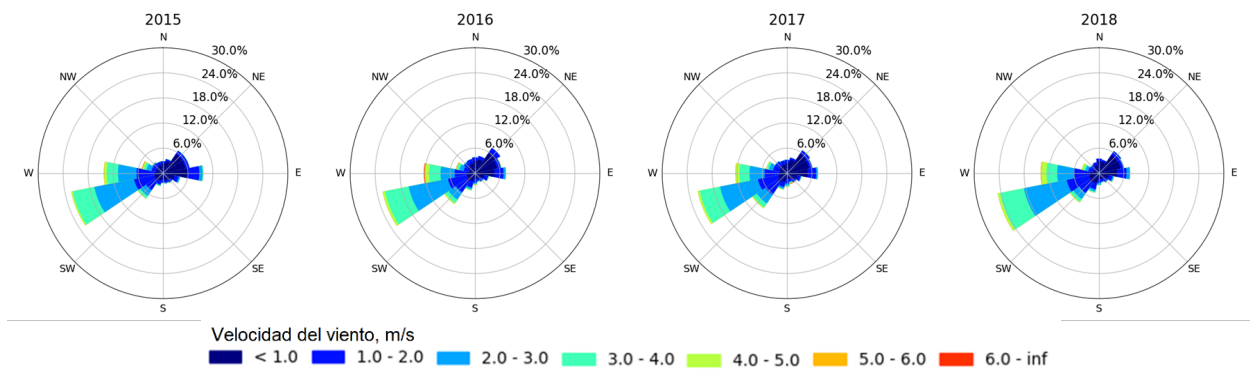 2015 2016 2017 2018
N N N N
30.0% 30.0% 30.0% 30.0%
NW 24.0% NE NW 24.0% NE NW 24.0% NE NW 24.0% NE
18.0% 18.0% 18.0% 18.0%
12.0% 12.0% 12.0% 12.0%
6.0% 6.0% 6.0% 6.0%
W E W E W E W E
SW SE SW SE SW SE SW SE
S S S S
Velocidad del viento, m/s
< 1.0 1.0 - 2.0 2.0 - 3.0 3.0 - 4.0 4.0 - 5.0 5.0 - 6.0 6.0 - inf